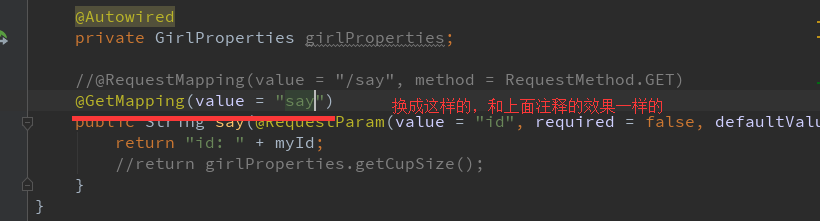 @Autowired
private GirlProperties girlProperties;
//@RequestMapping(value = "/say", method = RequestMethod.GET)
@GetMapping(value = "say") 换成这样的，和上面注释的效果一样的
public String say(@RequestParam(value = "id", required = false, defaultValu
return "id: " + myId;
//return girlProperties.getCupSize();
}
}